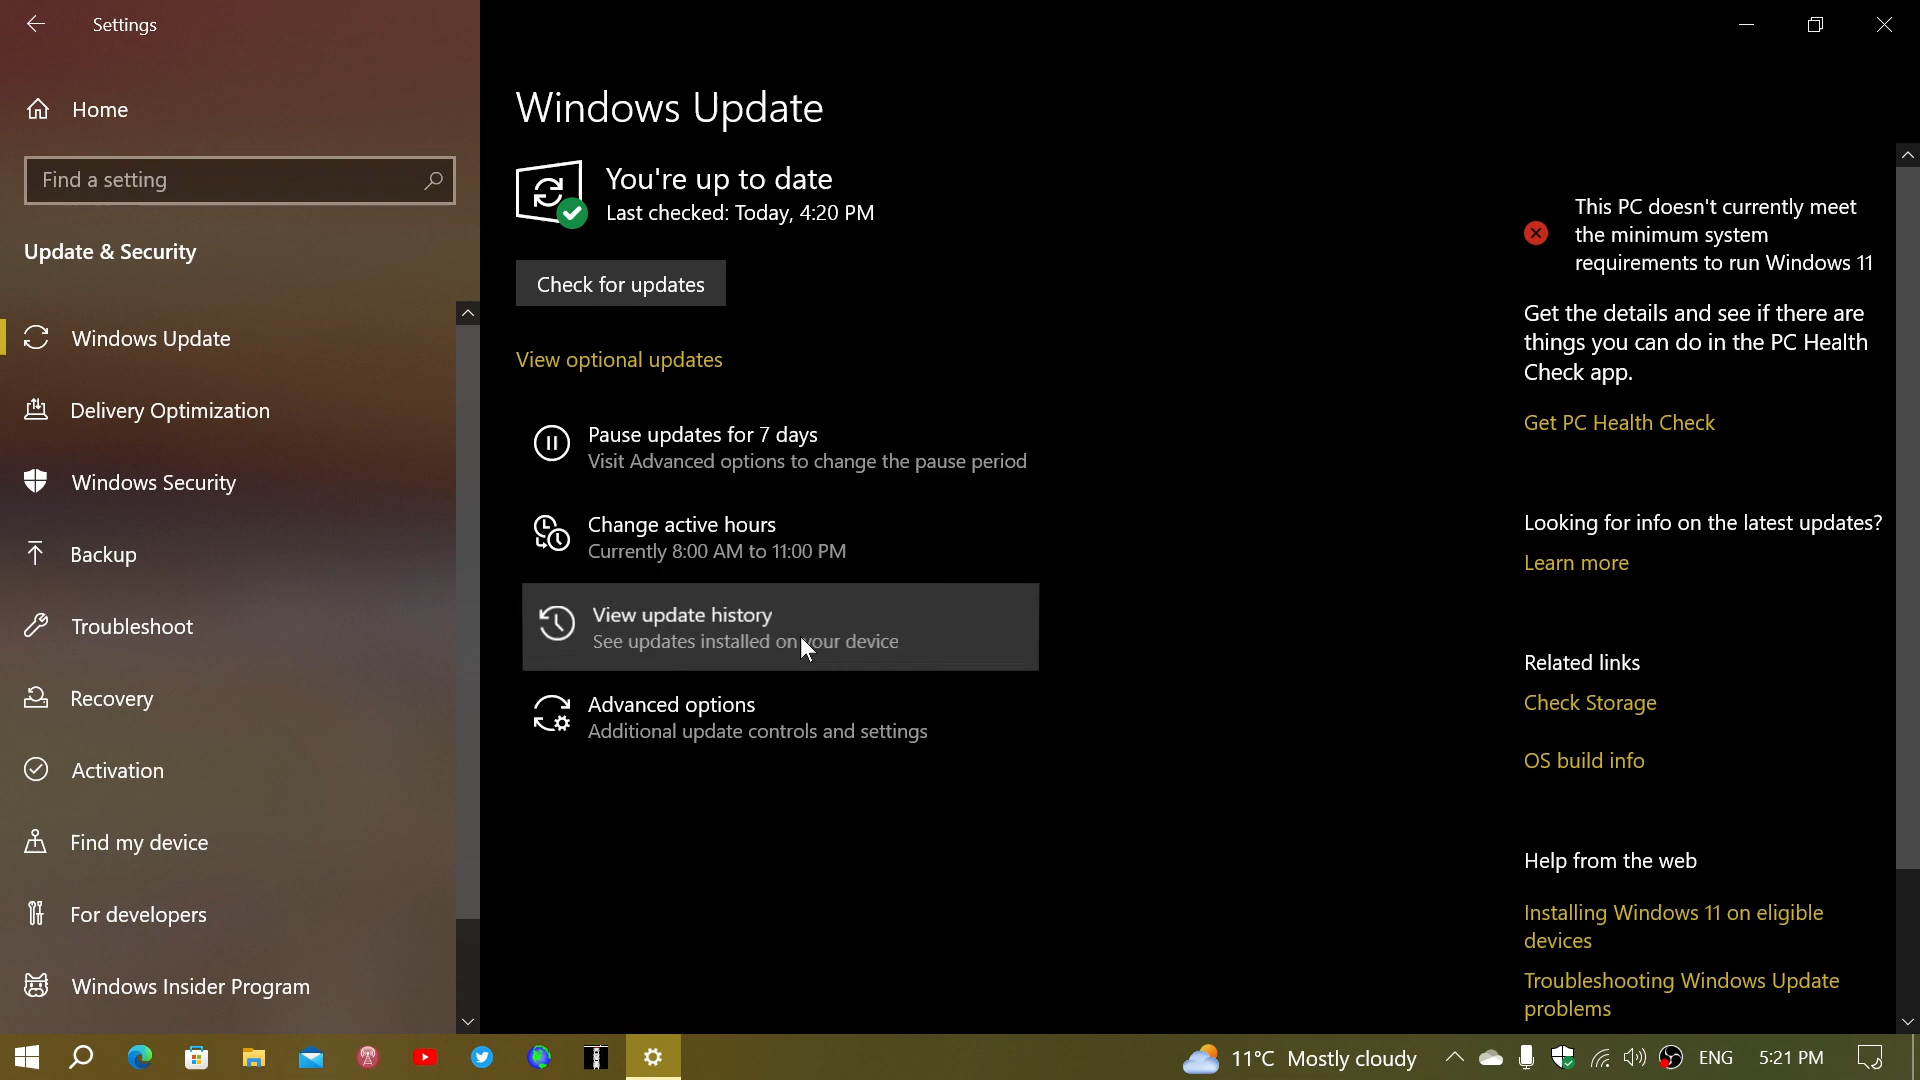 Settings
Home
Find a setting
Update & Security
Windows Update
Delivery Optimization
Windows Security
Backup
Troubleshoot
Recovery
Activation
Find my device
For developers
Windows Insider Program
Windows Update
You're up to date
Last checked: Today, 4:20 PM
Check for updates
View optional updates
Pause updates for 7 days
Visit Advanced options to change the pause period
Change active hours
Currently 8:00 AM to 11:00 PM
View update history
See updates installed on your device
Advanced options
Additional update controls and settings
This PC doesn't currently meet
the minimum system
requirements to run Windows 11
Get the details and see if there are
things you can do in the PC Health
Check app.
Get PC Health Check
Looking for info on the latest updates?
Learn more
Related links
Check Storage
OS build info
Help from the web
Installing Windows 11 on eligible
devices
Troubleshooting Windows Update
problems
11°C Mostly cloudy
ENG
5:21 PM